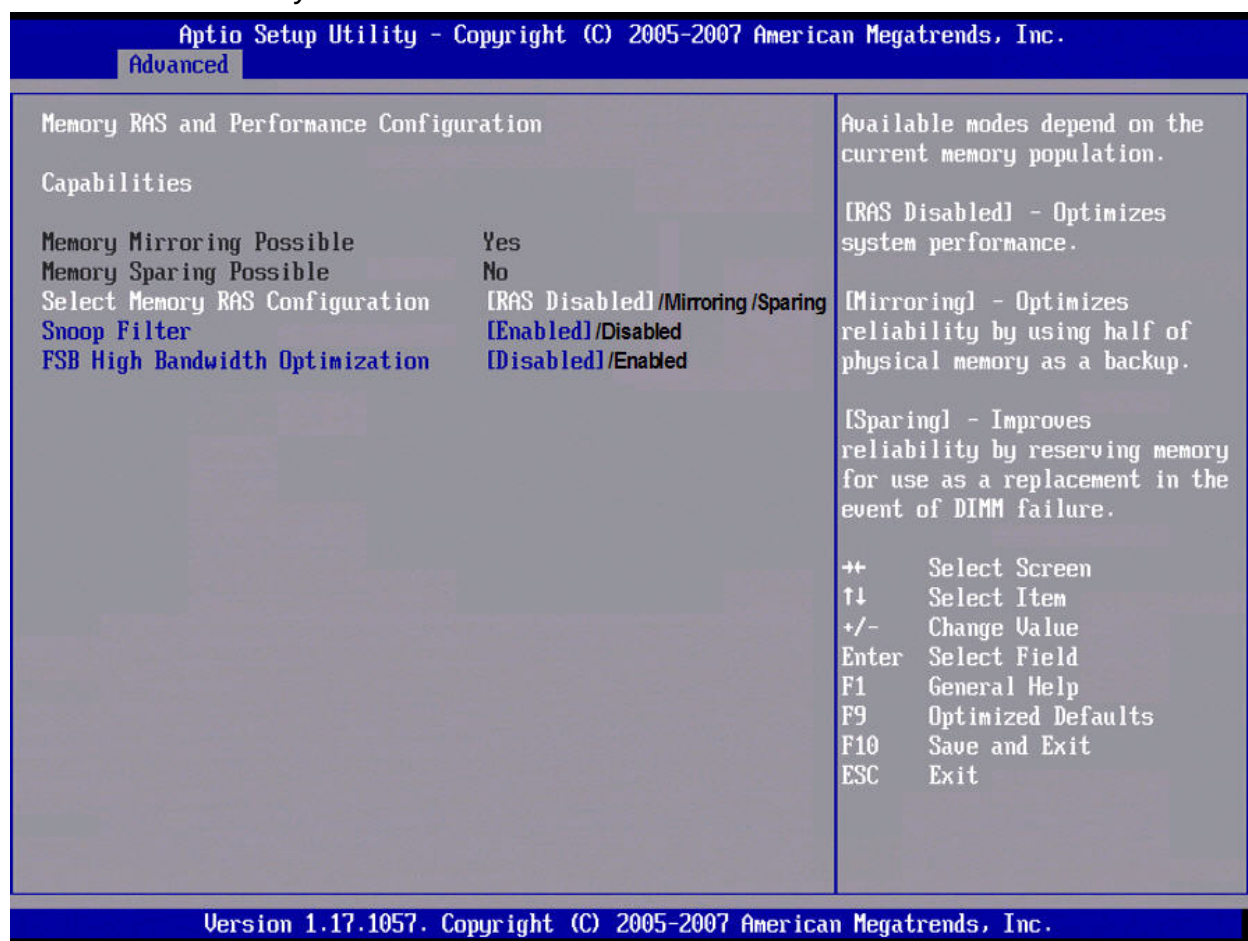 Aptio Setup Utility - Copyright (C) 2005-2007 American Megatrends, Inc.
Advanced
Memory RAS and Performance Configuration
Capabilities
Memory Mirroring Possible Yes
Memory Sparing Possible No
Select Memory RAS Configuration [RAS Disabled] /Mirroring /Sparing
Snoop Filter [Enabled] /Disabled
FSB High Bandwidth Optimization [Disabled] /Enabled
Available modes depend on the
current memory population.
[RAS Disabled] - Optimizes
system performance.
[Mirroring] - Optimizes
reliability by using half of
physical memory as a backup.
[Sparing] - Improves
reliability by reserving memory
for use as a replacement in the
event of DIMM failure.
→← Select Screen
↑↓ Select Item
+/- Change Value
Enter Select Field
F1 General Help
F9 Optimized Defaults
F10 Save and Exit
ESC Exit
Version 1.17.1057. Copyright (C) 2005-2007 American Megatrends, Inc.